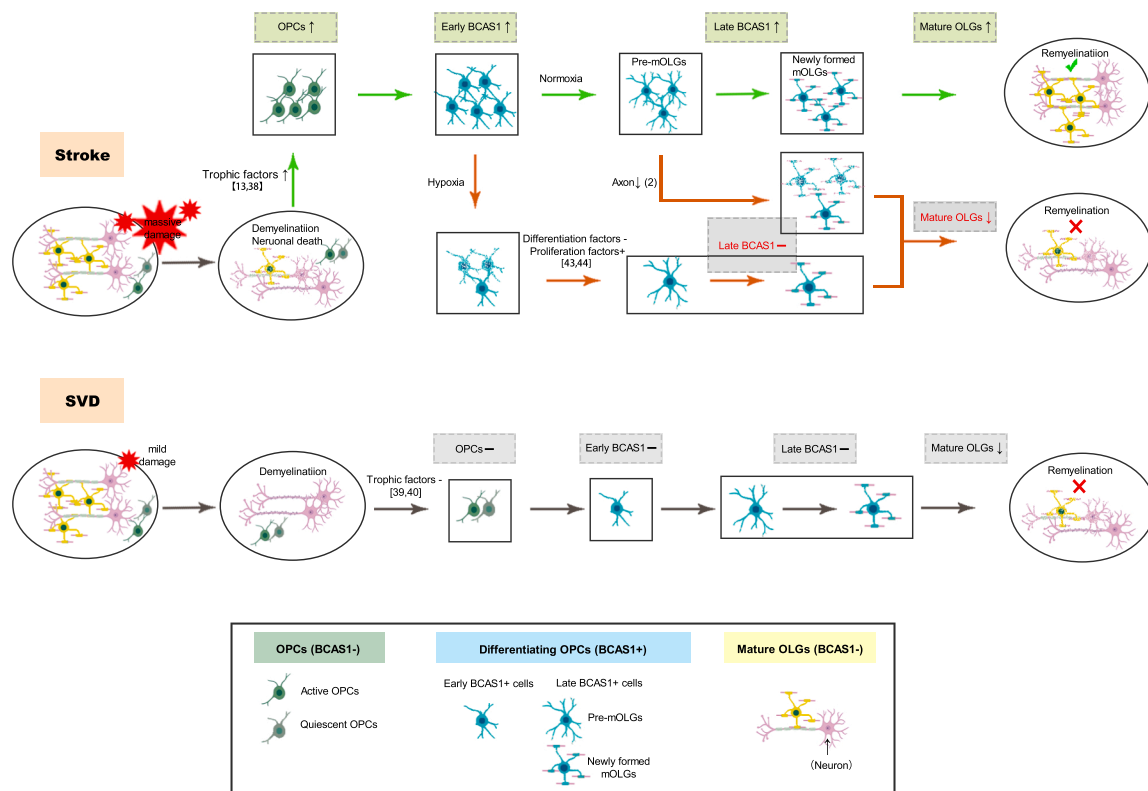 OPCs ↑
Early BCAS1 ↑
Late BCAS1 ↑
Mature OLGs ↑
Stroke
massive
damage
Trophic factors ↑
[13,38]
Demyelinatiion
Neruonal death
Normoxia
Hypoxia
Pre-mOLGs
Newly formed
mOLGs
Remyelinatiion
Axon↓ (2)
Differentiation factors -
Proliferation factors+
[43,44]
Late BCAS1 —
Mature OLGs ↓
Remyelination
SVD
mild
damage
Demyelinatiion
Trophic factors -
[39,40]
OPCs —
Early BCAS1 —
Late BCAS1 —
Mature OLGs ↓
Remyelination
OPCs (BCAS1-)
Active OPCs
Quiescent OPCs
Differentiating OPCs (BCAS1+)
Early BCAS1+ cells
Late BCAS1+ cells
Pre-mOLGs
Newly formed
mOLGs
Mature OLGs (BCAS1-)
(Neuron)